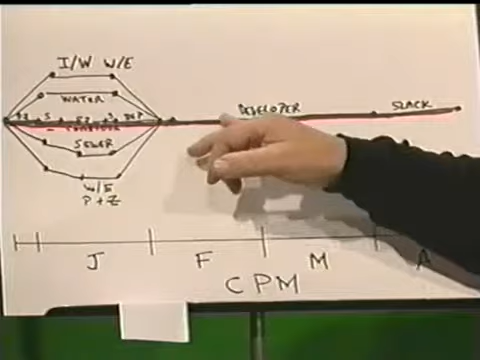 I/W W/E
WATER
DEVELOPER
SLACK
SEWER
W/E
P + Z
J F M A
CPM